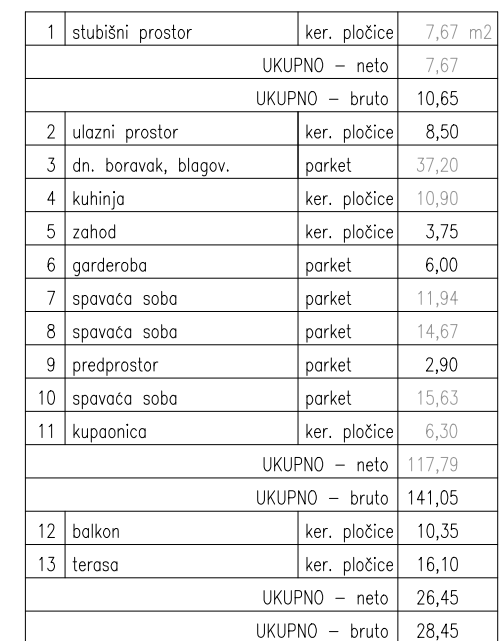 1 stubišni prostor ker. pločice 7,67 m2
UKUPNO – neto 7,67
UKUPNO – bruto 10,65
2 ulazni prostor ker. pločice 8,50
3 dn. boravak, blagov. parket 37,20
4 kuhinja ker. pločice 10,90
5 zahod ker. pločice 3,75
6 garderoba parket 6,00
7 spavaća soba parket 11,94
8 spavaća soba parket 14,67
9 predprostor parket 2,90
10 spavaća soba parket 15,63
11 kupaonica ker. pločice 6,30
UKUPNO – neto 117,79
UKUPNO – bruto 141,05
12 balkon ker. pločice 10,35
13 terasa ker. pločice 16,10
UKUPNO – neto 26,45
UKUPNO – bruto 28,45